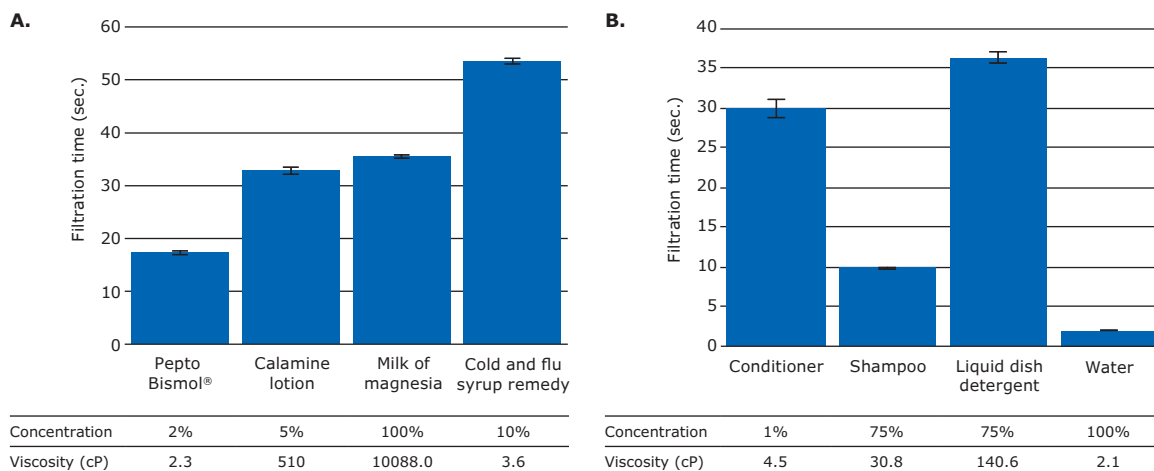 A.
Filtration time (sec.)
60
50
40
30
20
10
0
Pepto Bismol®
Calamine lotion
Milk of magnesia
Cold and flu syrup remedy
Concentration 2% 5% 100% 10%
Viscosity (cP) 2.3 510 10088.0 3.6
B.
Filtration time (sec.)
40
35
30
25
20
15
10
5
0
Conditioner
Shampoo
Liquid dish detergent
Water
Concentration 1% 75% 75% 100%
Viscosity (cP) 4.5 30.8 140.6 2.1